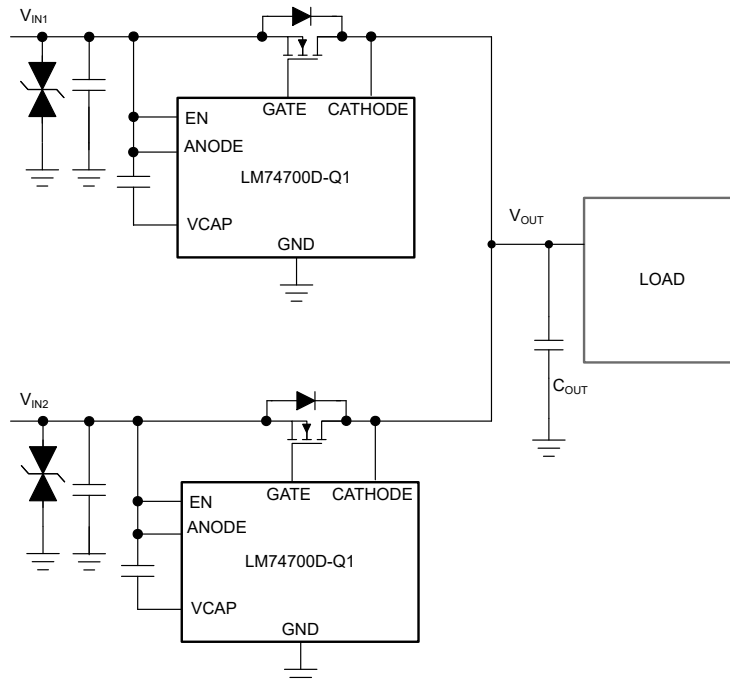 VIN1
GATE CATHODE
EN
ANODE
LM74700D-Q1
VCAP
GND
VOUT
LOAD
COUT
VIN2
GATE CATHODE
EN
ANODE
LM74700D-Q1
VCAP
GND